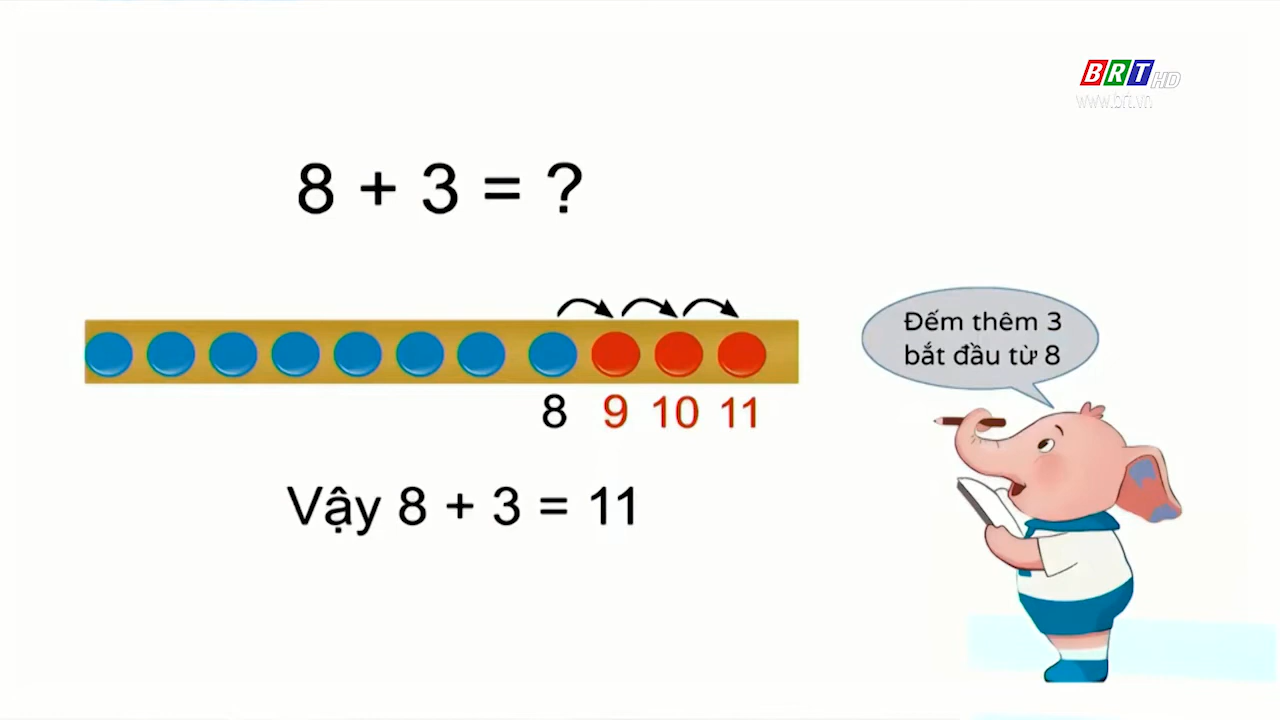 BRT HD
www.brt.vn
8 + 3 = ?
Đếm thêm 3
bắt đầu từ 8
8 9 10 11
Vậy 8 + 3 = 11